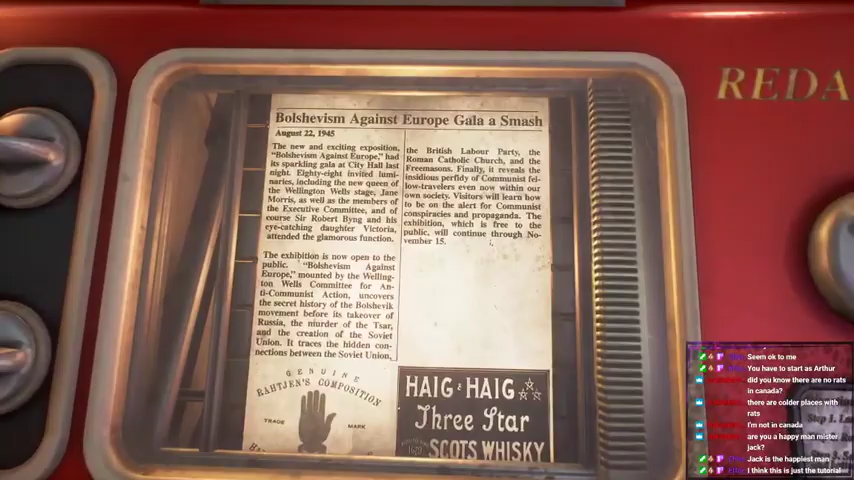 REDA
Bolshevism Against Europe Gala a Smash
August 22, 1945
The new and exciting exposition,
"Bolshevism Against Europe," had
its sparkling gala at City Hall last
night. Eighty-eight invited lumi-
naries, including the new queen of
the Wellington Wells stage, Jane
Morris, as well as the members of
the Executive Committee, and of
course Sir Robert Byng and his
eye-catching daughter Victoria,
attended the glamorous function.
The exhibition is now open to the
public. "Bolshevism Against
Europe," mounted by the Welling-
ton Wells Committee for An-
ti-Communist Action, uncovers
the secret history of the Bolshevik
movement before its takeover of
Russia, the murder of the Tsar,
and the creation of the Soviet
Union. It traces the hidden con-
nections between the Soviet Union,
the British Labour Party, the
Roman Catholic Church, and the
Freemasons. Finally, it reveals the
insidious perfidy of Communist fel-
low-travelers even now within our
own society. Visitors will learn how
to be on the alert for Communist
conspiracies and propaganda. The
exhibition, which is free to the
public, will continue through No-
vember 15.
GENUINE
RAHTJEN'S COMPOSITION
TRADE MARK
HAIG & HAIG
Three Star
SCOTS WHISKY
Seem ok to me
You have to start as Arthur
did you know there are no rats
in canada?
there are colder places with
rats
I'm not in canada
are you a happy man mister
jack?
Jack is the happiest man
I think this is just the tutorial